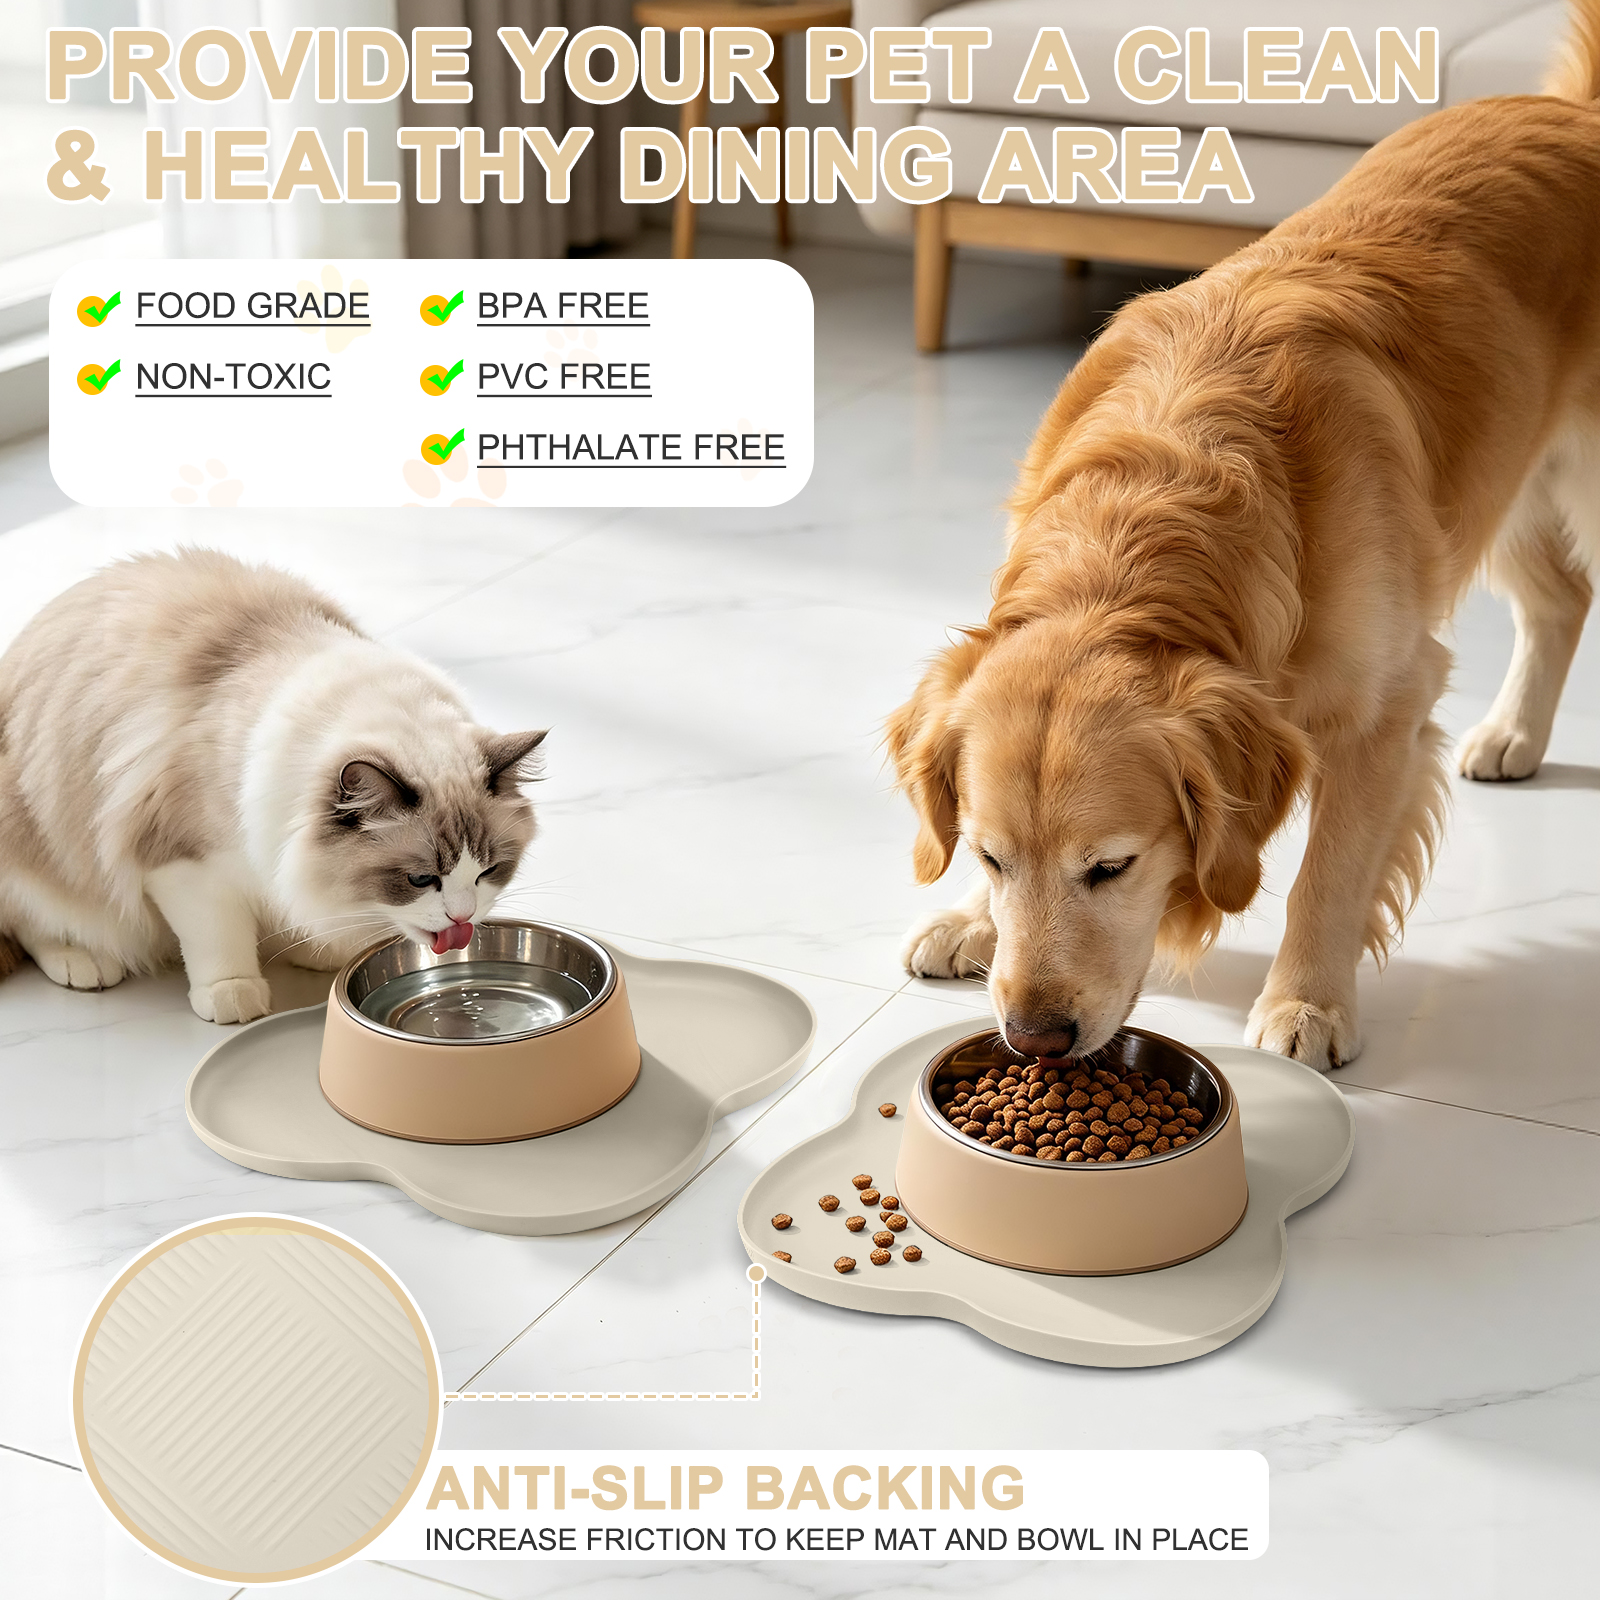 PROVIDE YOUR PET A CLEAN
& HEALTHY DINING AREA
FOOD GRADE
BPA FREE
NON-TOXIC
PVC FREE
PHTHALATE FREE
ANTI-SLIP BACKING
INCREASE FRICTION TO KEEP MAT AND BOWL IN PLACE